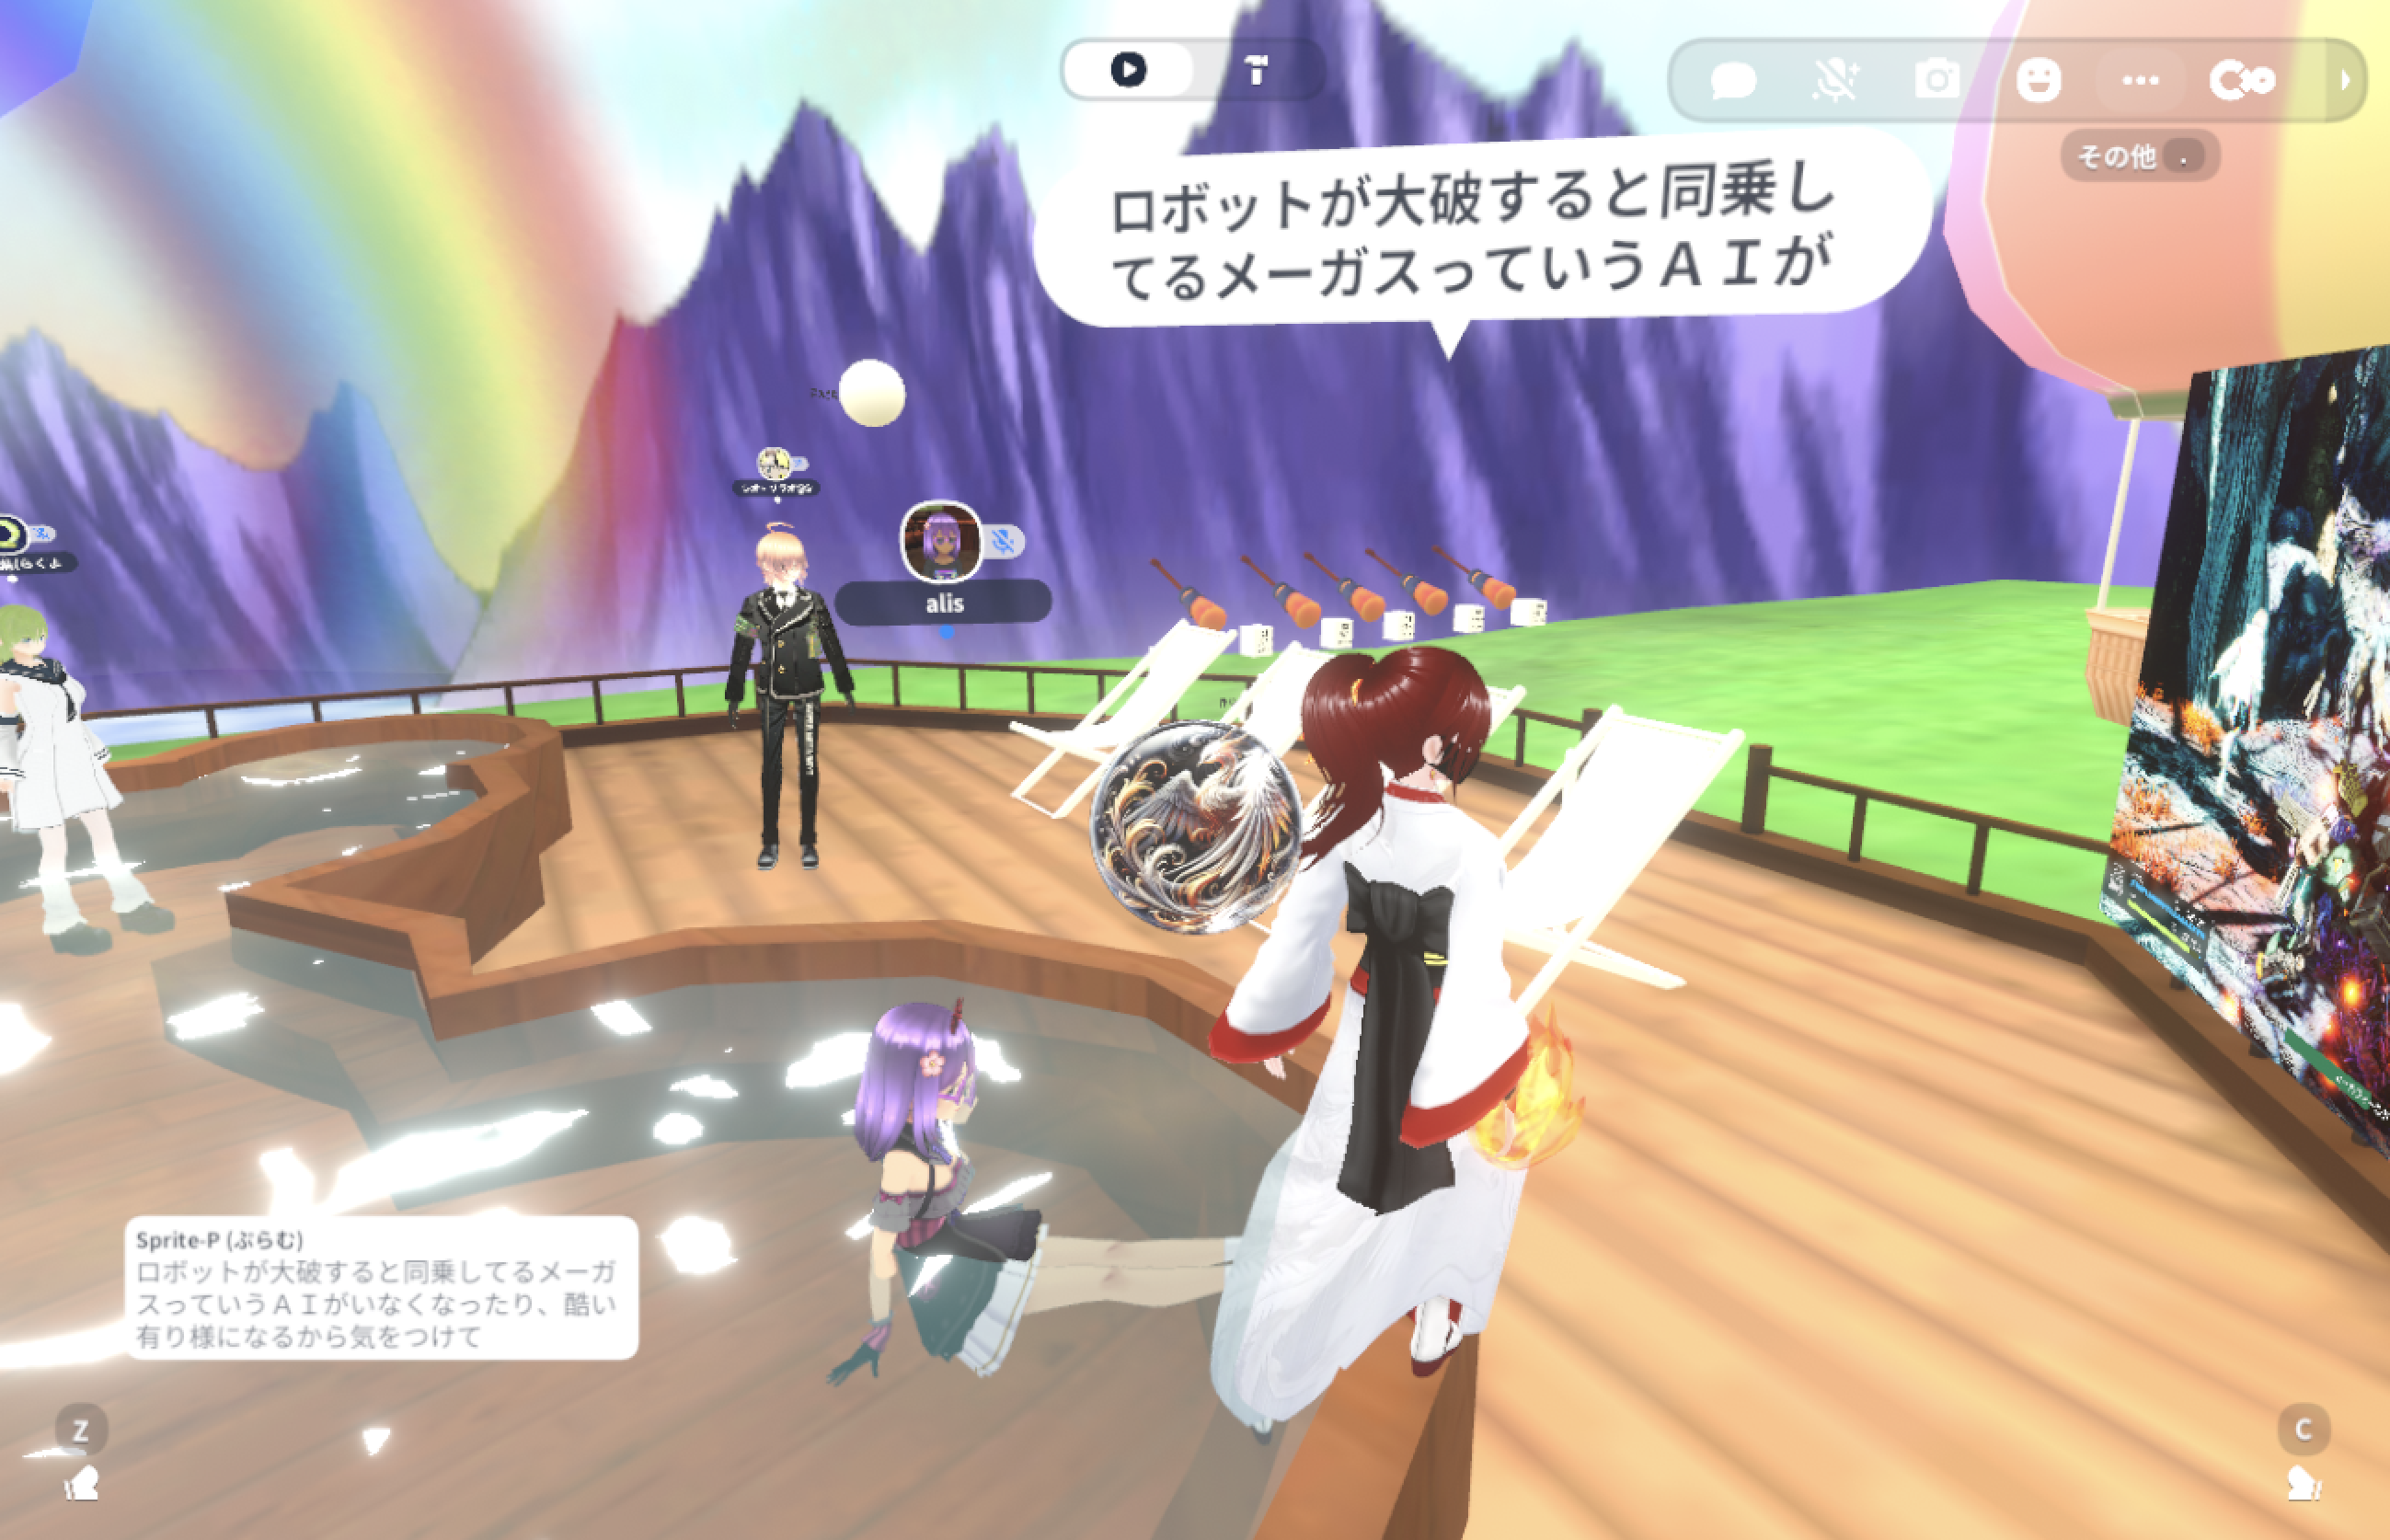 その他 .
ロボットが大破すると同乗し
てるメーガスっていうＡＩが
alis
Sprite-P (ぷらむ)
ロボットが大破すると同乗してるメーガ
スっていうＡＩがいなくなったり、酷い
有り様になるから気をつけて
Z
C